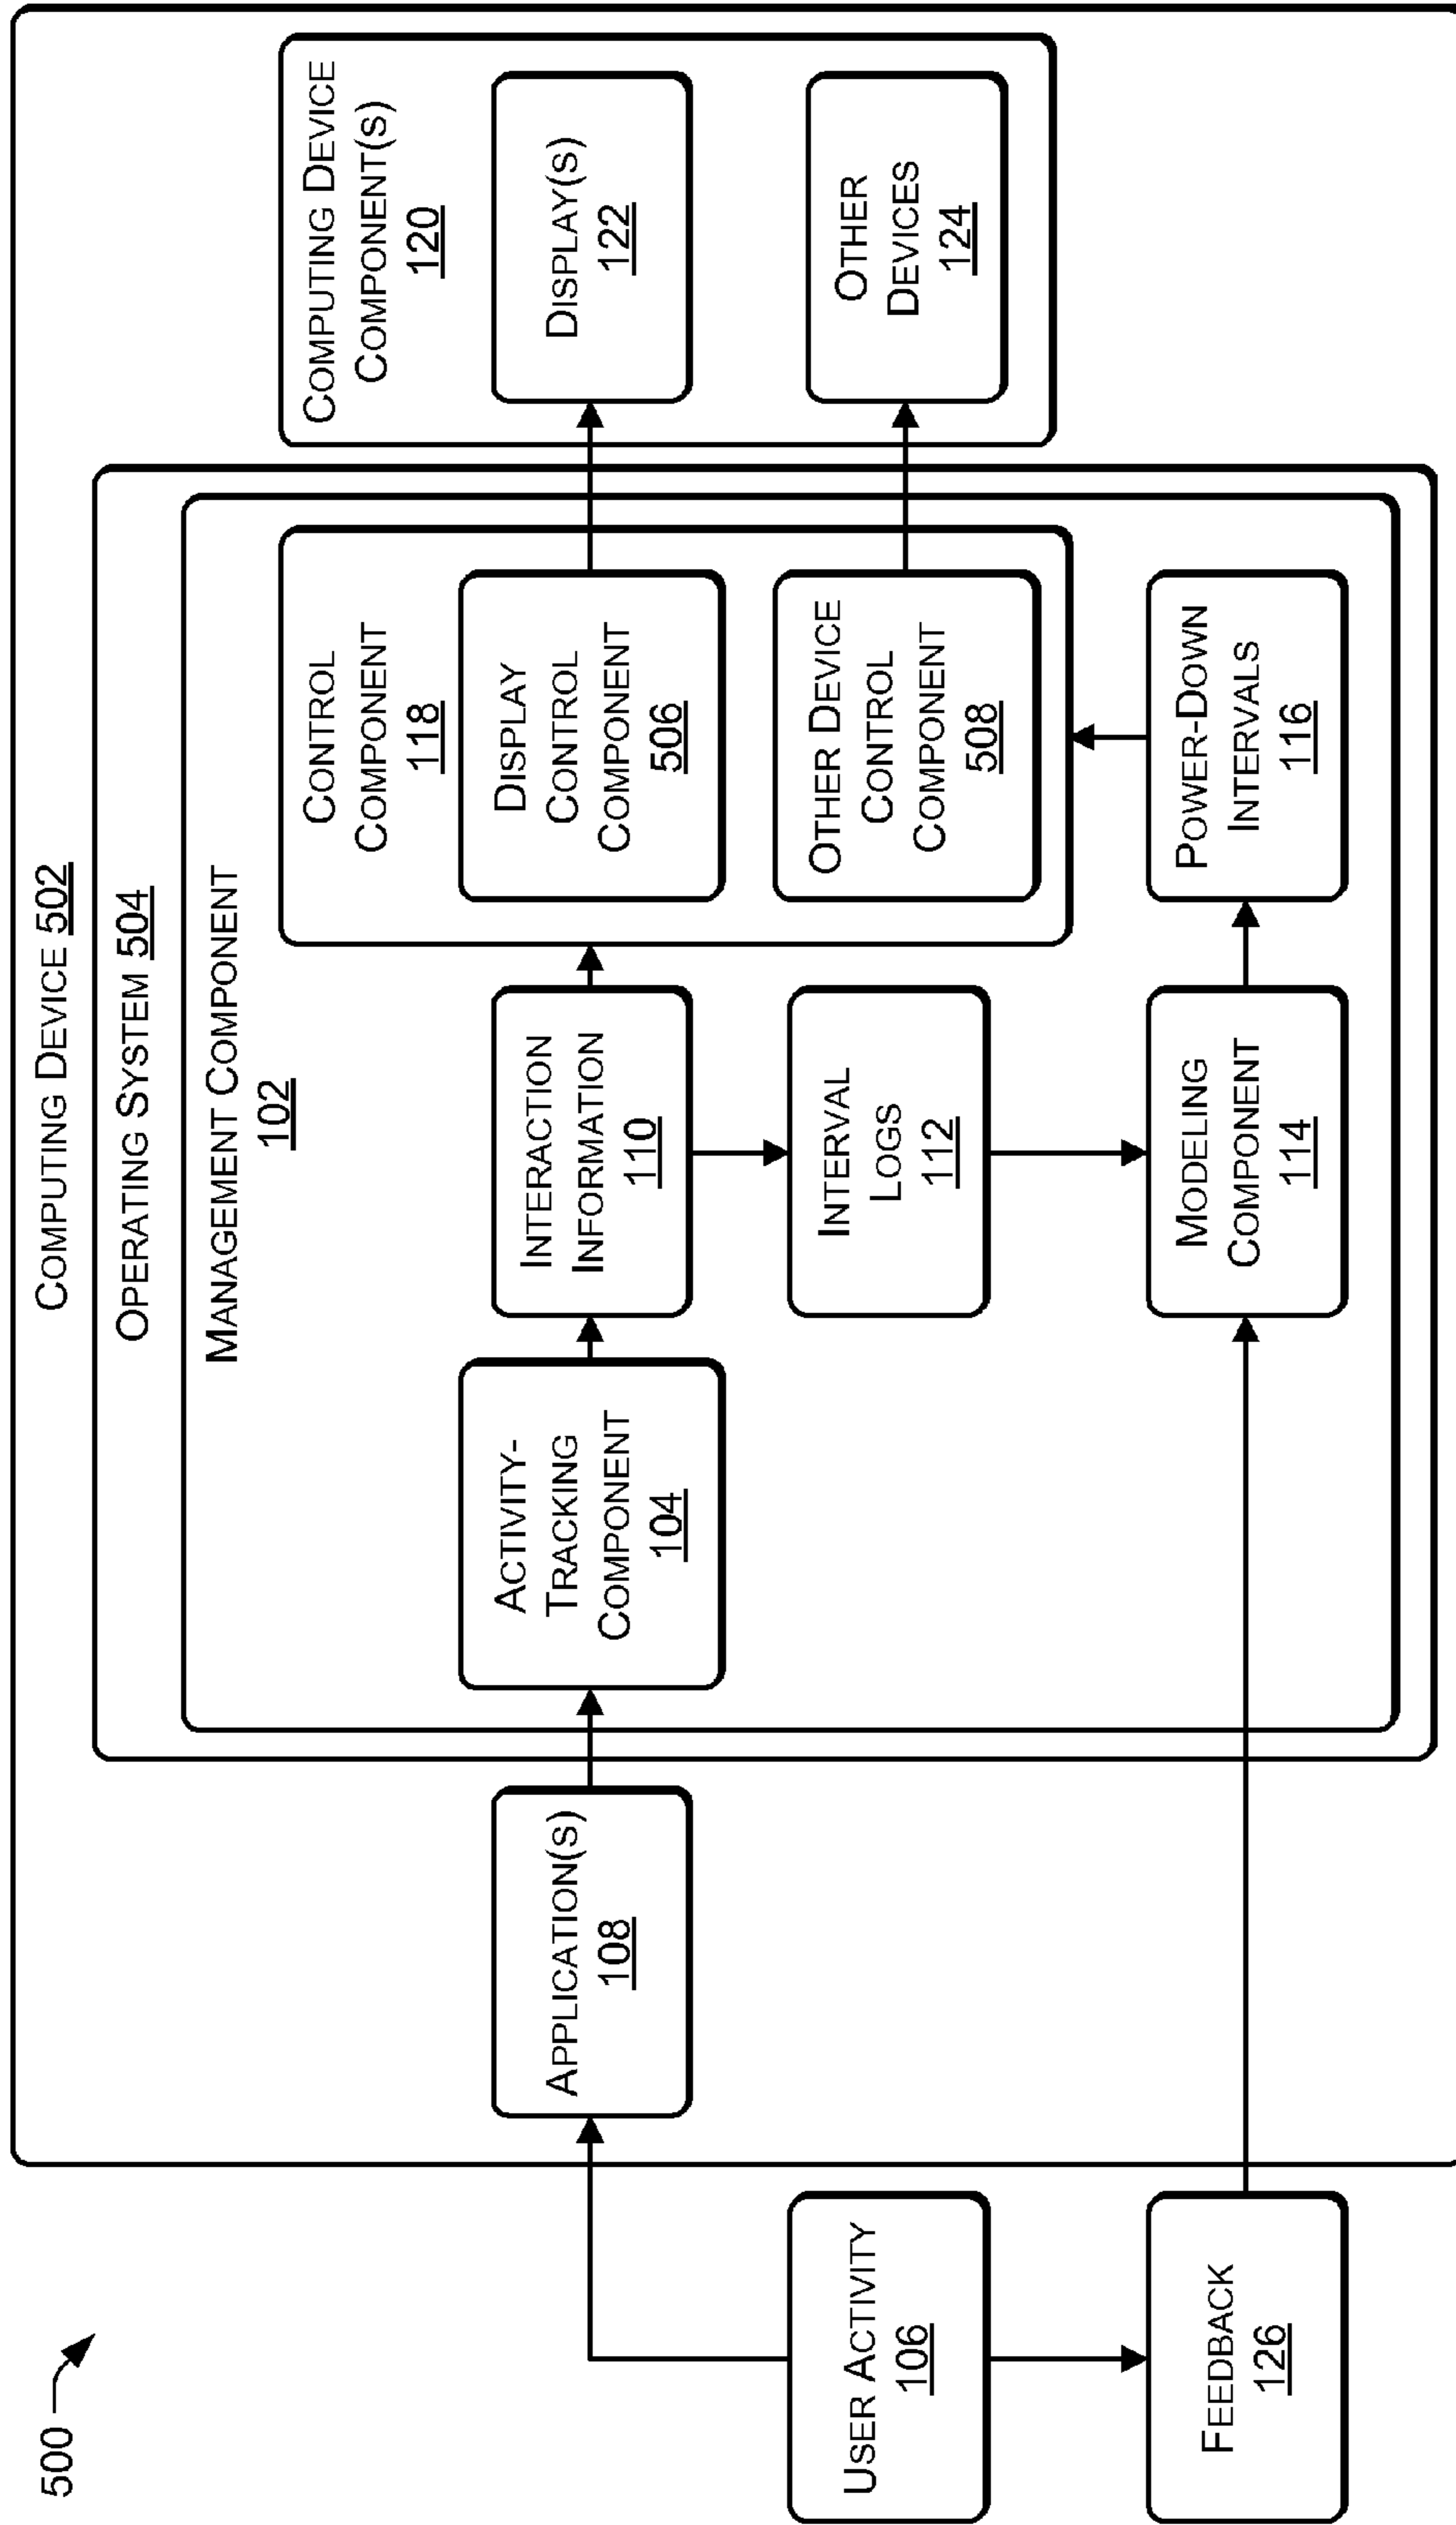 500
COMPUTING DEVICE 502
OPERATING SYSTEM 504
MANAGEMENT COMPONENT
102
USER ACTIVITY
106
FEEDBACK
126
APPLICATION(S)
108
ACTIVITY-
TRACKING
COMPONENT
104
INTERACTION
INFORMATION
110
INTERVAL
LOGS
112
MODELING
COMPONENT
114
CONTROL
COMPONENT
118
DISPLAY
CONTROL
COMPONENT
506
OTHER DEVICE
CONTROL
COMPONENT
508
POWER-DOWN
INTERVALS
116
COMPUTING DEVICE
COMPONENT(S)
120
DISPLAY(S)
122
OTHER
DEVICES
124